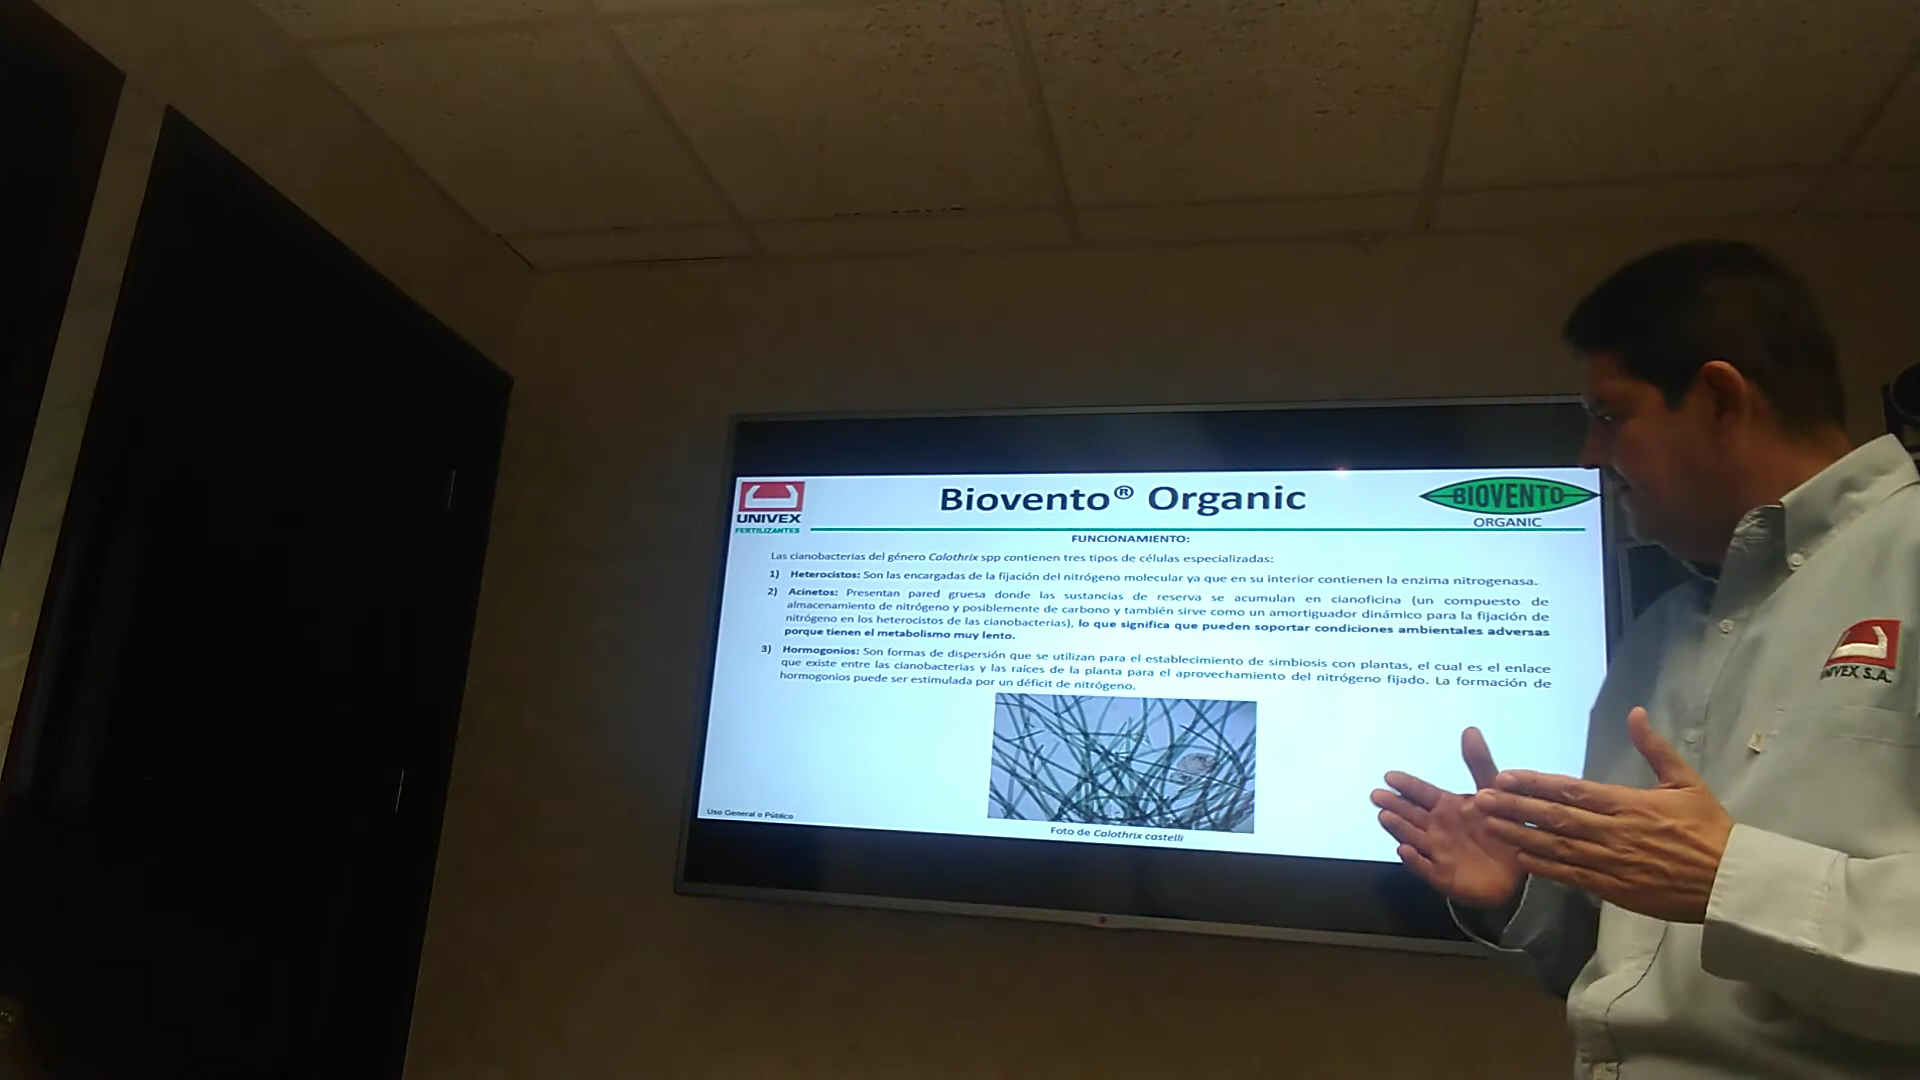 UNIVEX
FERTILIZANTES
Biovento® Organic
BIOVENTO
ORGANIC
FUNCIONAMIENTO:
Las cianobacterias del género Calothrix spp contienen tres tipos de células especializadas:
1) Heterocistos: Son las encargadas de la fijación del nitrógeno molecular ya que en su interior contienen la enzima nitrogenasa.
2) Acinetos: Presentan pared gruesa donde las sustancias de reserva se acumulan en cianoficina (un compuesto de
almacenamiento de nitrógeno y posiblemente de carbono y también sirve como un amortiguador dinámico para la fijación de
nitrógeno en los heterocistos de las cianobacterias), lo que significa que pueden soportar condiciones ambientales adversas
porque tienen el metabolismo muy lento.
3) Hormogonios: Son formas de dispersión que se utilizan para el establecimiento de simbiosis con plantas, el cual es el enlace
que existe entre las cianobacterias y las raíces de la planta para el aprovechamiento del nitrógeno fijado. La formación de
hormogonios puede ser estimulada por un déficit de nitrógeno.
Foto de Calothrix castelli
Uso General o Público
UNIVEX S.A.